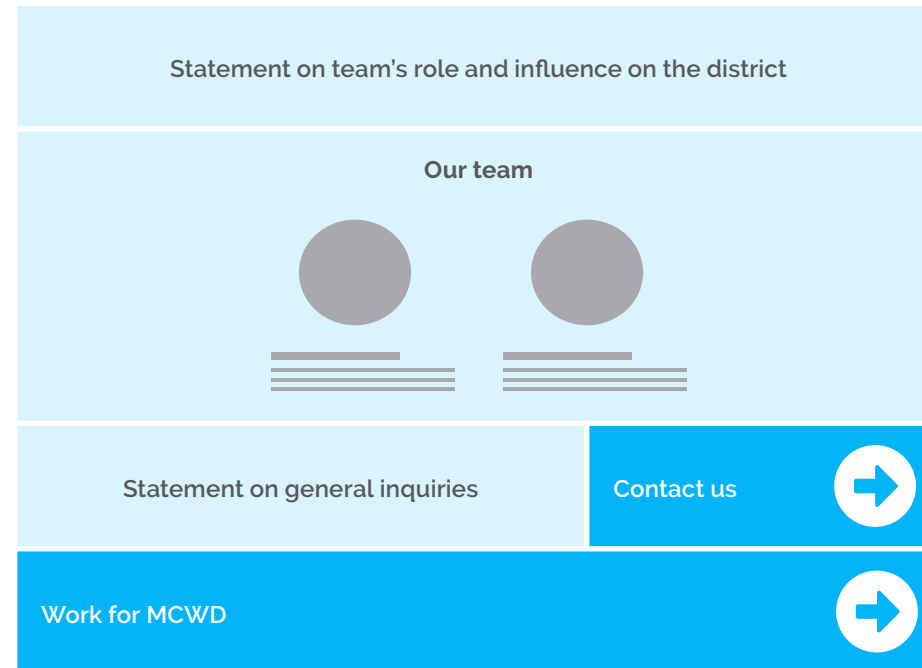 Statement on team's role and influence on the district
Our team
Statement on general inquiries
Contact us
Work for MCWD